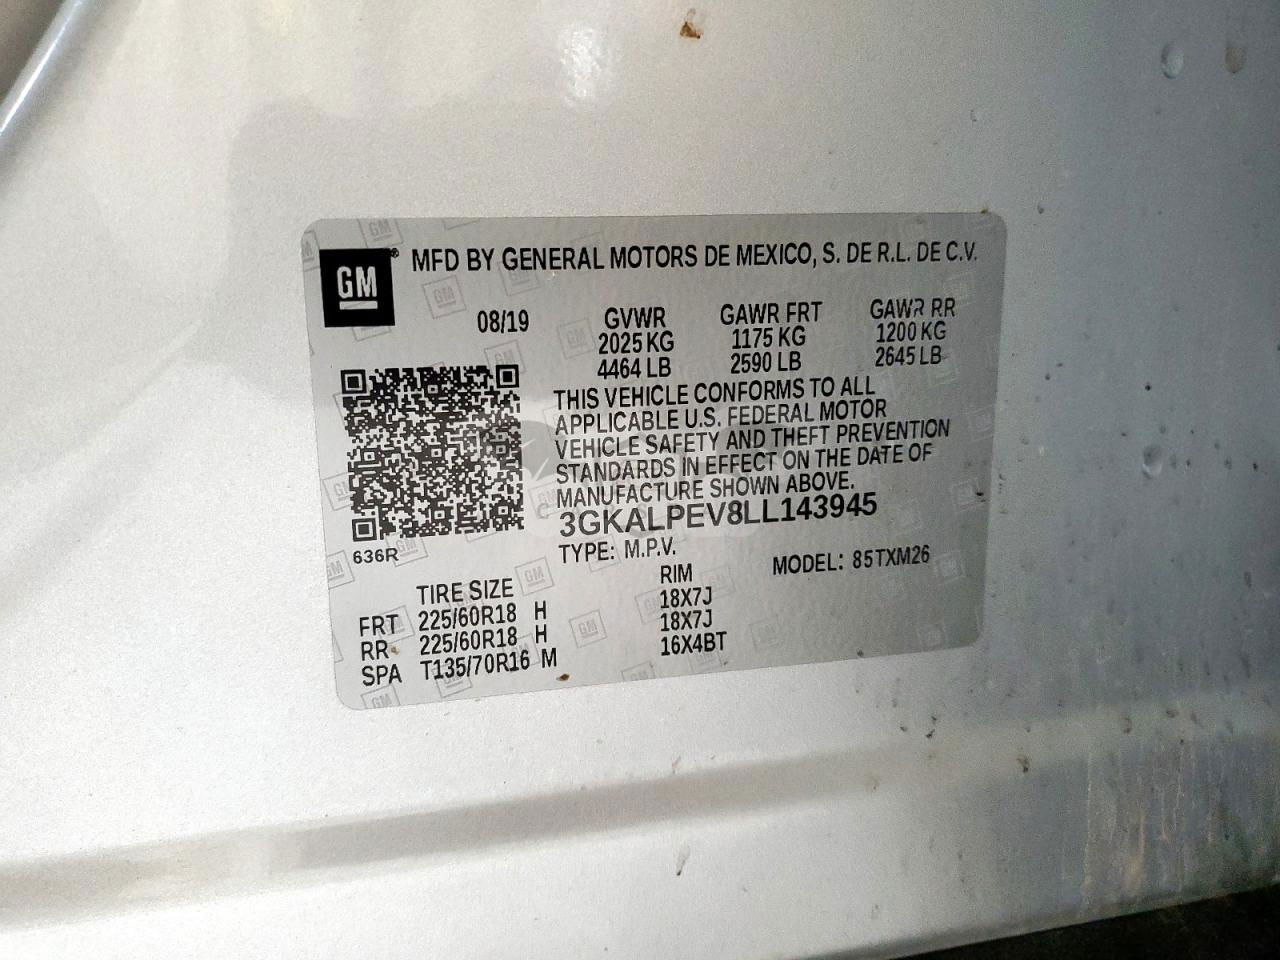 GM ® MFD BY GENERAL MOTORS DE MEXICO, S. DE R.L. DE C.V.
08/19 GVWR GAWR FRT GAWR RR
2025 KG 1175 KG 1200 KG
4464 LB 2590 LB 2645 LB
THIS VEHICLE CONFORMS TO ALL
APPLICABLE U.S. FEDERAL MOTOR
VEHICLE SAFETY AND THEFT PREVENTION
STANDARDS IN EFFECT ON THE DATE OF
MANUFACTURE SHOWN ABOVE.
3GKALPEV8LL143945
636R TYPE: M.P.V. MODEL: 85TXM26
TIRE SIZE RIM
FRT 225/60R18 H 18X7J
RR 225/60R18 H 18X7J
SPA T135/70R16 M 16X4BT